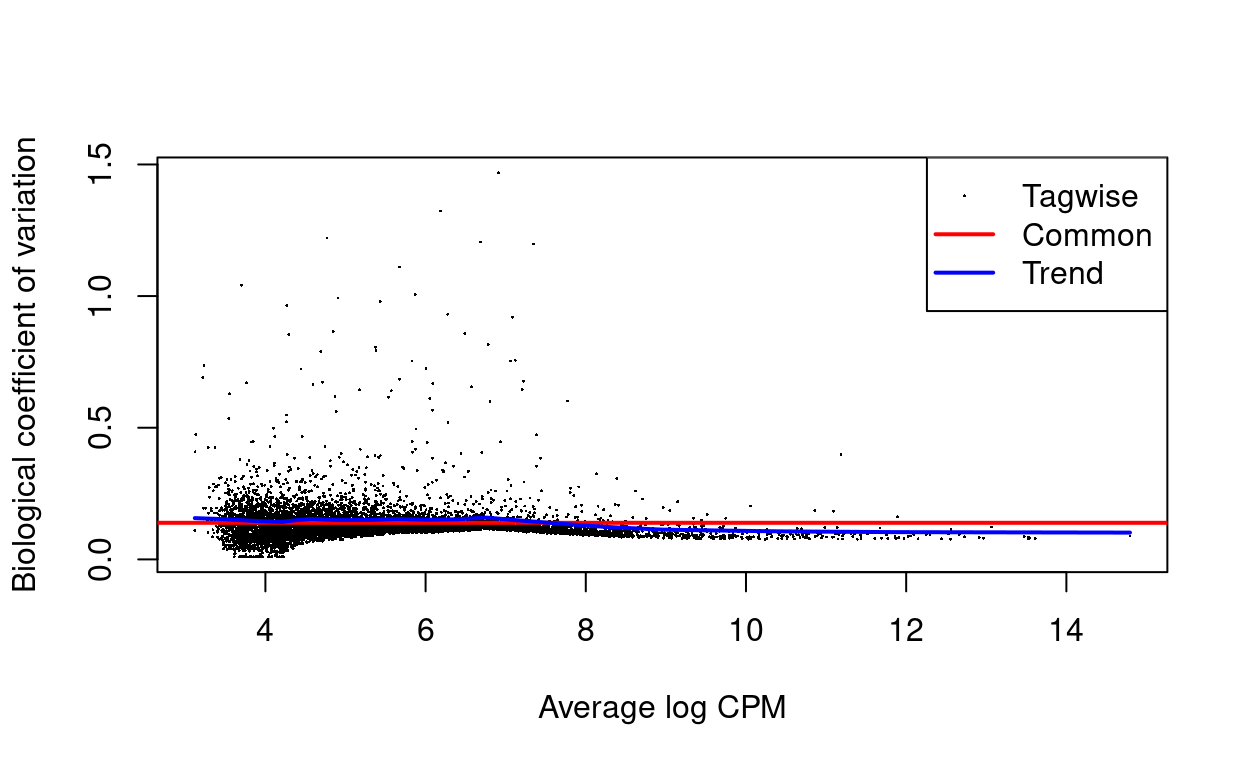 Biological coefficient of variation
1.5
1.0
0.5
0.0
Tagwise
Common
Trend
4 6 8 10 12 14
Average log CPM